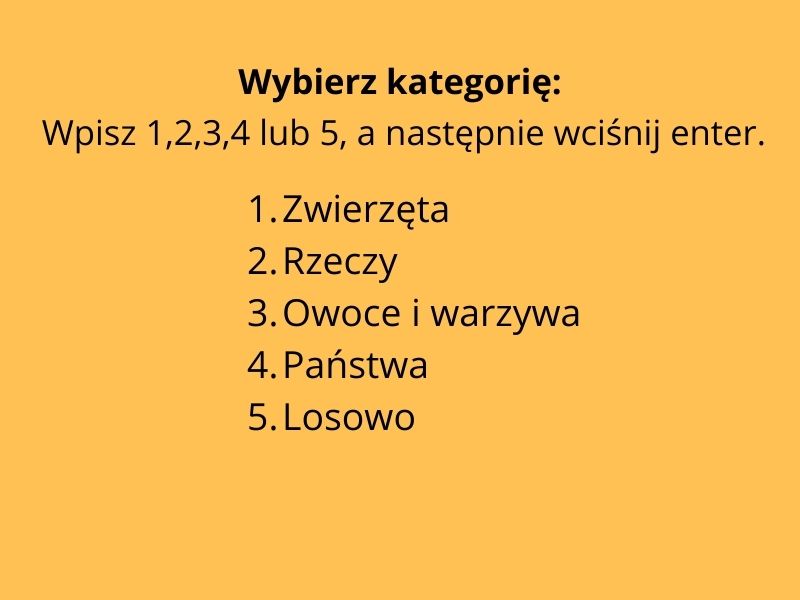 Wybierz kategorię:
Wpisz 1,2,3,4 lub 5, a następnie wciśnij enter.
1. Zwierzęta
2. Rzeczy
3. Owoce i warzywa
4. Państwa
5. Losowo